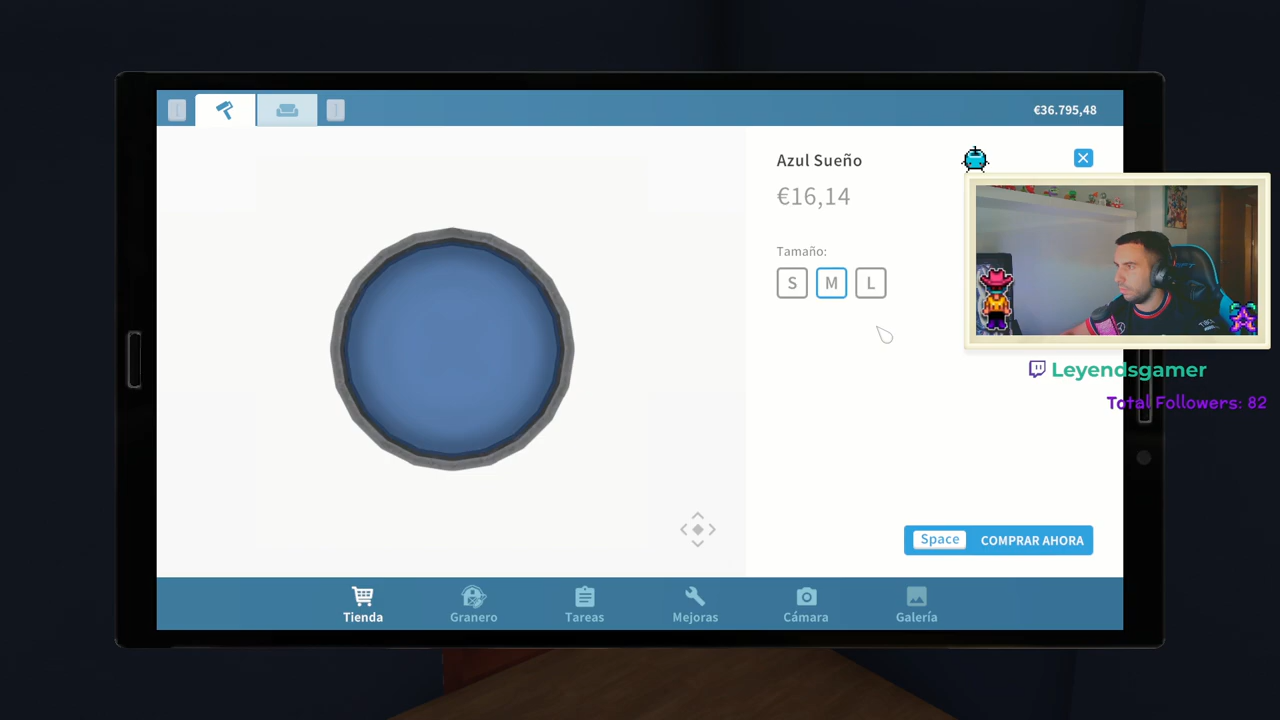 €36.795,48
Azul Sueño
€16,14
Tamaño:
S M L
Leyendsgamer
Total Followers: 82
Space COMPRAR AHORA
Tienda Granero Tareas Mejoras Cámara Galería